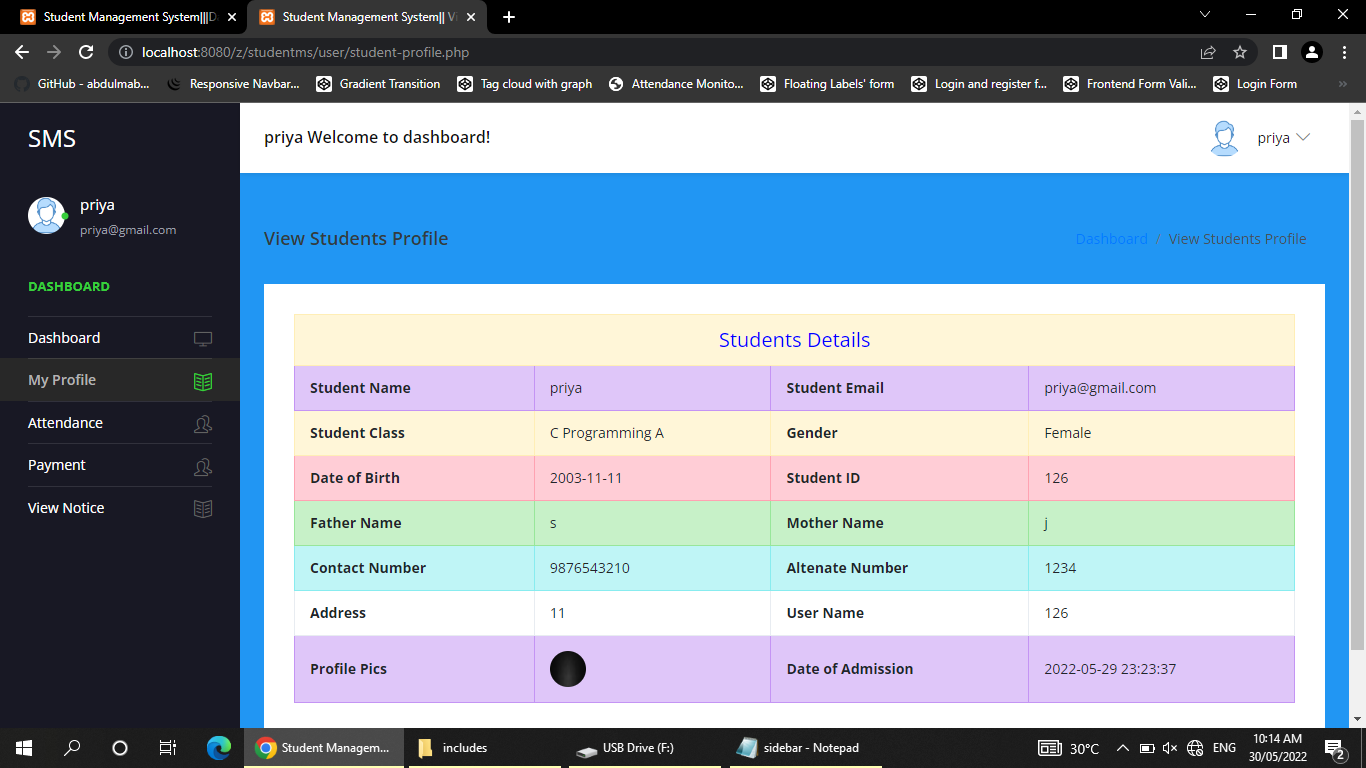 Student Management System|||D
Student Management System|| Vi
localhost:8080/z/studentms/user/student-profile.php
GitHub - abdulmab... Responsive Navbar... Gradient Transition Tag cloud with graph Attendance Monito... Floating Labels' form Login and register f... Frontend Form Vali... Login Form
SMS
priya Welcome to dashboard!
priya
priya
priya@gmail.com
DASHBOARD
Dashboard
My Profile
Attendance
Payment
View Notice
View Students Profile
Dashboard / View Students Profile
Students Details
Student Name priya Student Email priya@gmail.com
Student Class C Programming A Gender Female
Date of Birth 2003-11-11 Student ID 126
Father Name s Mother Name j
Contact Number 9876543210 Altenate Number 1234
Address 11 User Name 126
Profile Pics Date of Admission 2022-05-29 23:23:37
Student Managem... includes USB Drive (F:) sidebar - Notepad
30°C ENG
10:14 AM
30/05/2022
2